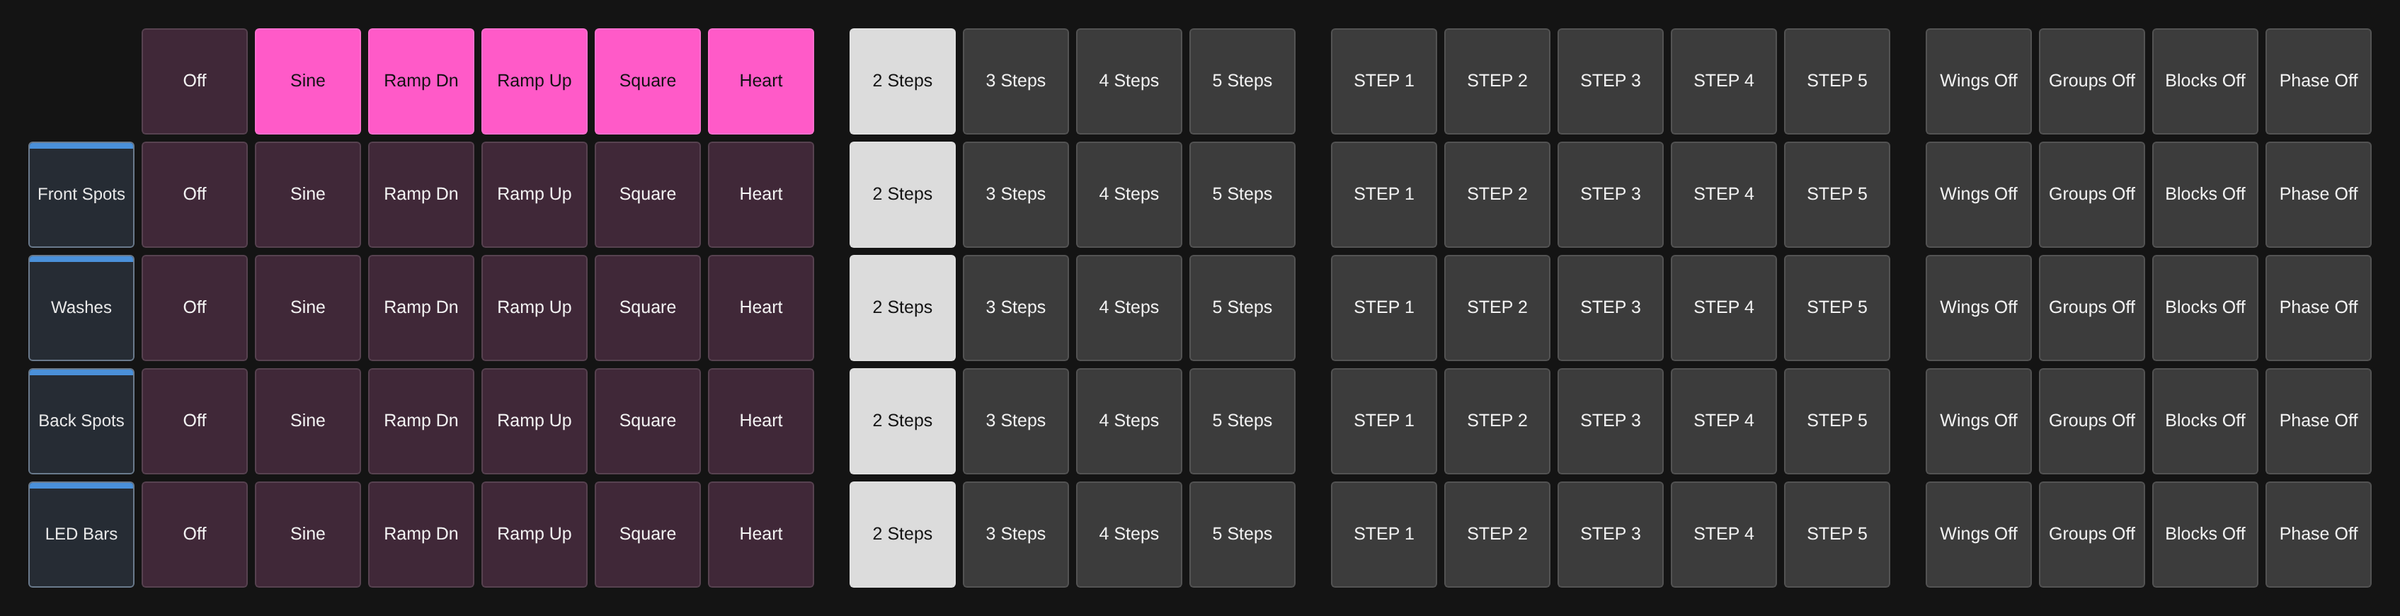 Off Sine Ramp Dn Ramp Up Square Heart 2 Steps 3 Steps 4 Steps 5 Steps STEP 1 STEP 2 STEP 3 STEP 4 STEP 5 Wings Off Groups Off Blocks Off Phase Off
Front Spots Off Sine Ramp Dn Ramp Up Square Heart 2 Steps 3 Steps 4 Steps 5 Steps STEP 1 STEP 2 STEP 3 STEP 4 STEP 5 Wings Off Groups Off Blocks Off Phase Off
Washes Off Sine Ramp Dn Ramp Up Square Heart 2 Steps 3 Steps 4 Steps 5 Steps STEP 1 STEP 2 STEP 3 STEP 4 STEP 5 Wings Off Groups Off Blocks Off Phase Off
Back Spots Off Sine Ramp Dn Ramp Up Square Heart 2 Steps 3 Steps 4 Steps 5 Steps STEP 1 STEP 2 STEP 3 STEP 4 STEP 5 Wings Off Groups Off Blocks Off Phase Off
LED Bars Off Sine Ramp Dn Ramp Up Square Heart 2 Steps 3 Steps 4 Steps 5 Steps STEP 1 STEP 2 STEP 3 STEP 4 STEP 5 Wings Off Groups Off Blocks Off Phase Off